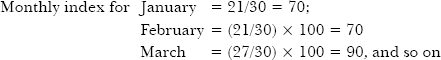 Monthly index for January = 21/30 = 70;
February = (21/30) × 100 = 70
March = (27/30) × 100 = 90, and so on